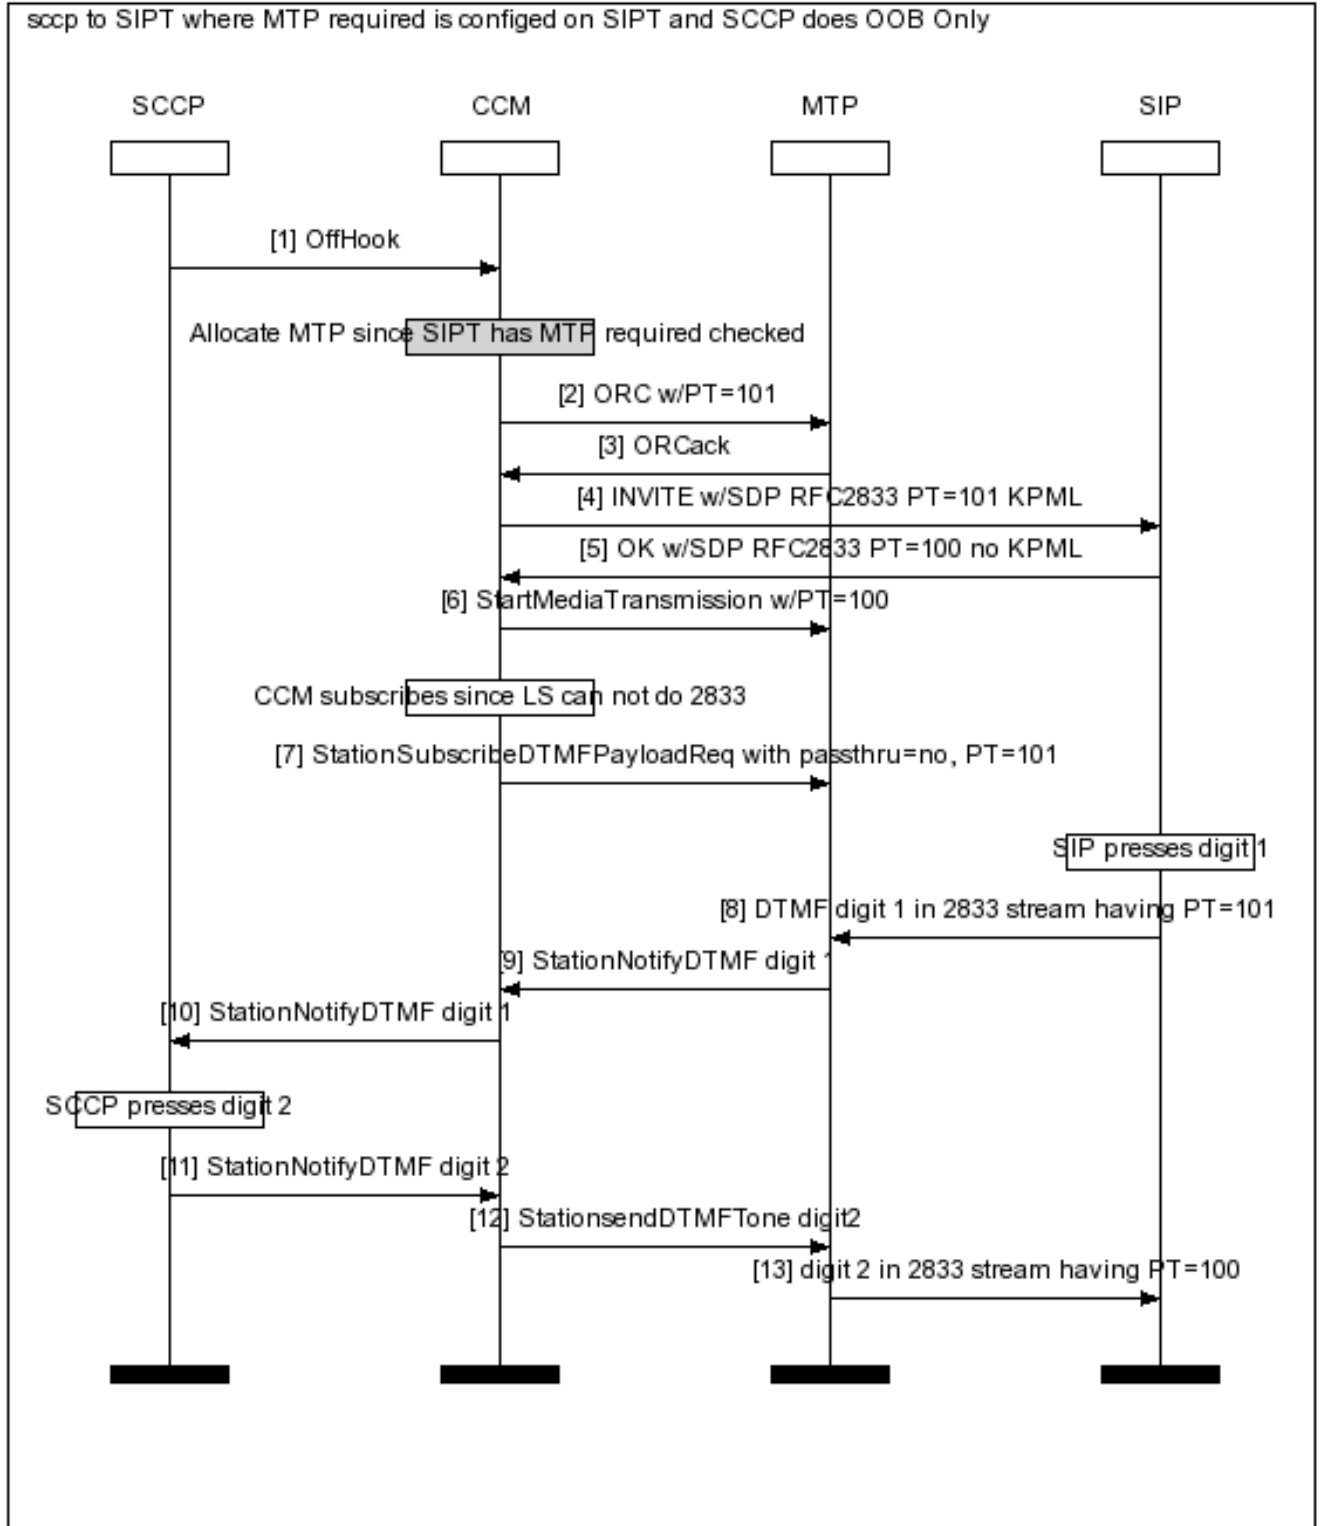 sccp to SIPT where MTP required is configed on SIPT and SCCP does OOB Only
SCCP CCM MTP SIP
[1] OffHook
Allocate MTP since SIPT has MTP required checked
[2] ORC w/PT=101
[3] ORCack
[4] INVITE w/SDP RFC2833 PT=101 KPML
[5] OK w/SDP RFC2833 PT=100 no KPML
[6] StartMediaTransmission w/PT=100
CCM subscribes since LS can not do 2833
[7] StationSubscribeDTMFPayloadReq with passthru=no, PT=101
SIP presses digit 1
[8] DTMF digit 1 in 2833 stream having PT=101
[9] StationNotifyDTMF digit 1
[10] StationNotifyDTMF digit 1
SCCP presses digit 2
[11] StationNotifyDTMF digit 2
[12] StationsendDTMFTone digit2
[13] digit 2 in 2833 stream having PT=100